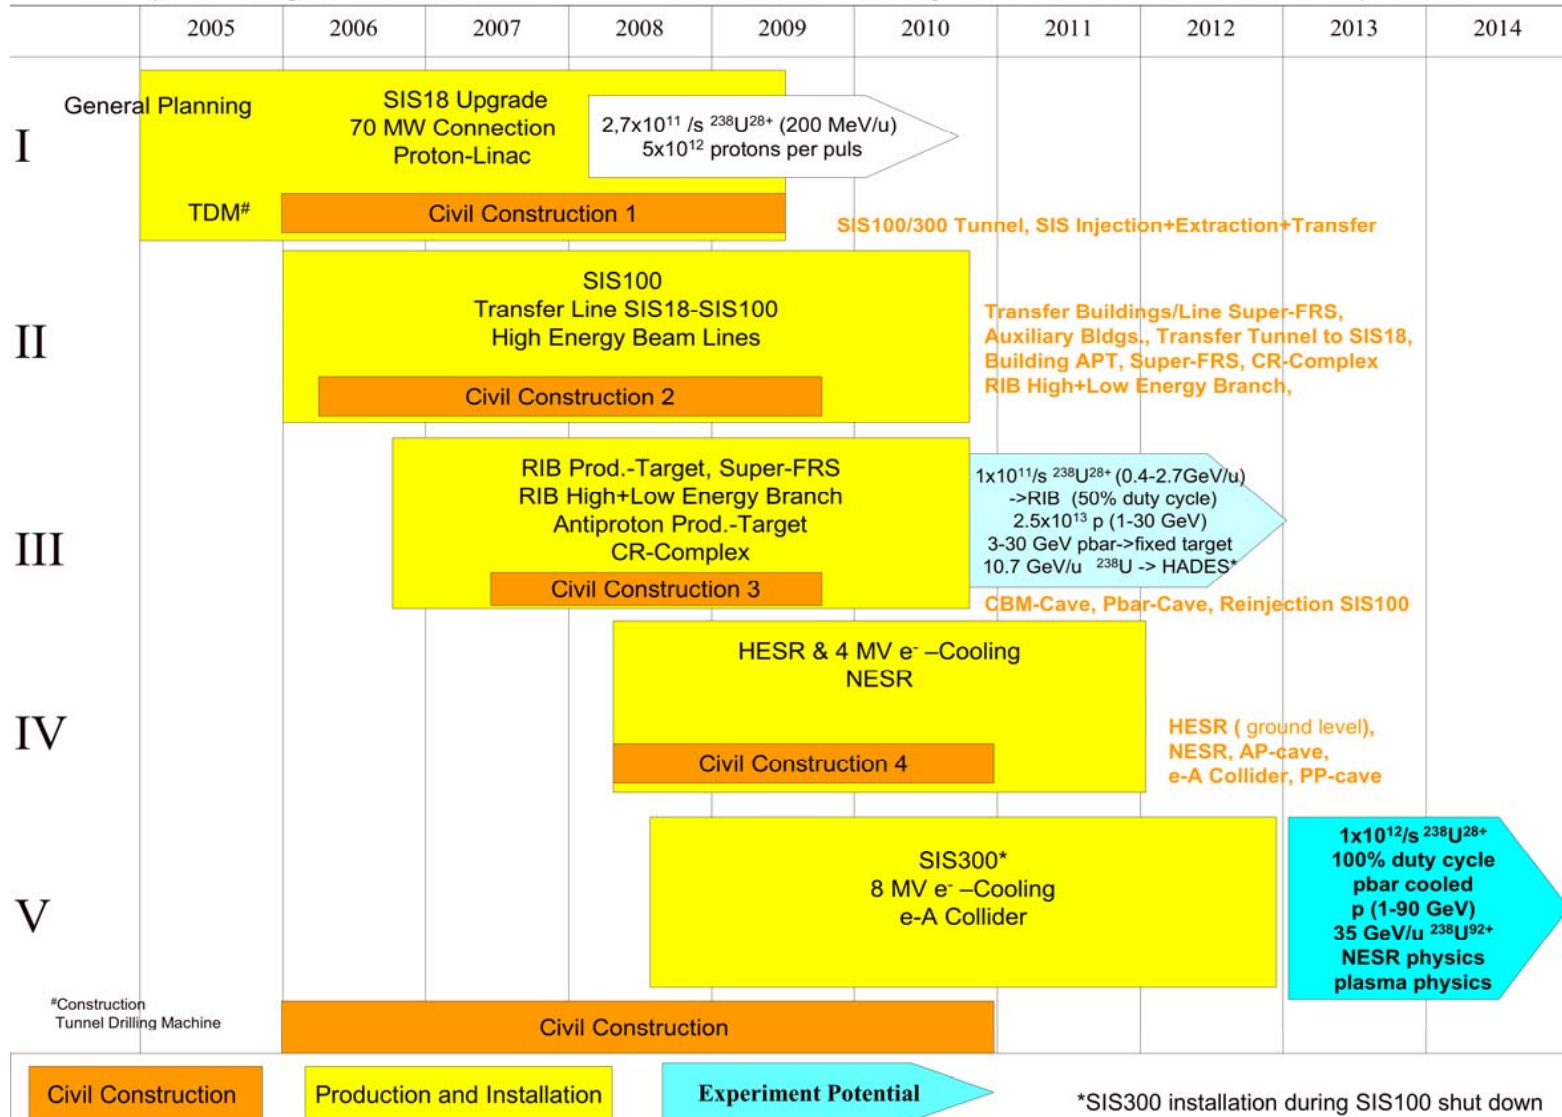 2005 2006 2007 2008 2009 2010 2011 2012 2013 2014
I
General Planning
SIS18 Upgrade
70 MW Connection
Proton-Linac
2,7x10¹¹ /s ²³⁸U²⁸⁺ (200 MeV/u)
5x10¹² protons per puls
TDM#
Civil Construction 1
SIS100/300 Tunnel, SIS Injection+Extraction+Transfer
II
SIS100
Transfer Line SIS18-SIS100
High Energy Beam Lines
Civil Construction 2
Transfer Buildings/Line Super-FRS,
Auxiliary Bldgs., Transfer Tunnel to SIS18,
Building APT, Super-FRS, CR-Complex
RIB High+Low Energy Branch,
III
RIB Prod.-Target, Super-FRS
RIB High+Low Energy Branch
Antiproton Prod.-Target
CR-Complex
Civil Construction 3
1x10¹¹/s ²³⁸U²⁸⁺ (0.4-2.7GeV/u)
->RIB (50% duty cycle)
2.5x10¹³ p (1-30 GeV)
3-30 GeV pbar->fixed target
10.7 GeV/u ²³⁸U -> HADES*
CBM-Cave, Pbar-Cave, Reinjection SIS100
IV
HESR & 4 MV e⁻ –Cooling
NESR
Civil Construction 4
HESR ( ground level),
NESR, AP-cave,
e-A Collider, PP-cave
V
SIS300*
8 MV e⁻ –Cooling
e-A Collider
1x10¹²/s ²³⁸U²⁸⁺
100% duty cycle
pbar cooled
p (1-90 GeV)
35 GeV/u ²³⁸U⁹²⁺
NESR physics
plasma physics
#Construction
Tunnel Drilling Machine
Civil Construction
Civil Construction
Production and Installation
Experiment Potential
*SIS300 installation during SIS100 shut down